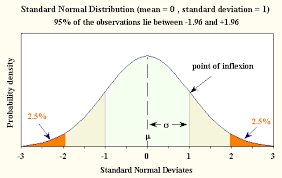 Standard Normal Distribution (mean = 0 , standard deviation = 1)
95% of the observations lie between -1.96 and +1.96
Probability density
point of inflexion
2.5%
2.5%
σ
μ
-3 -2 -1 0 1 2 3
Standard Normal Deviates